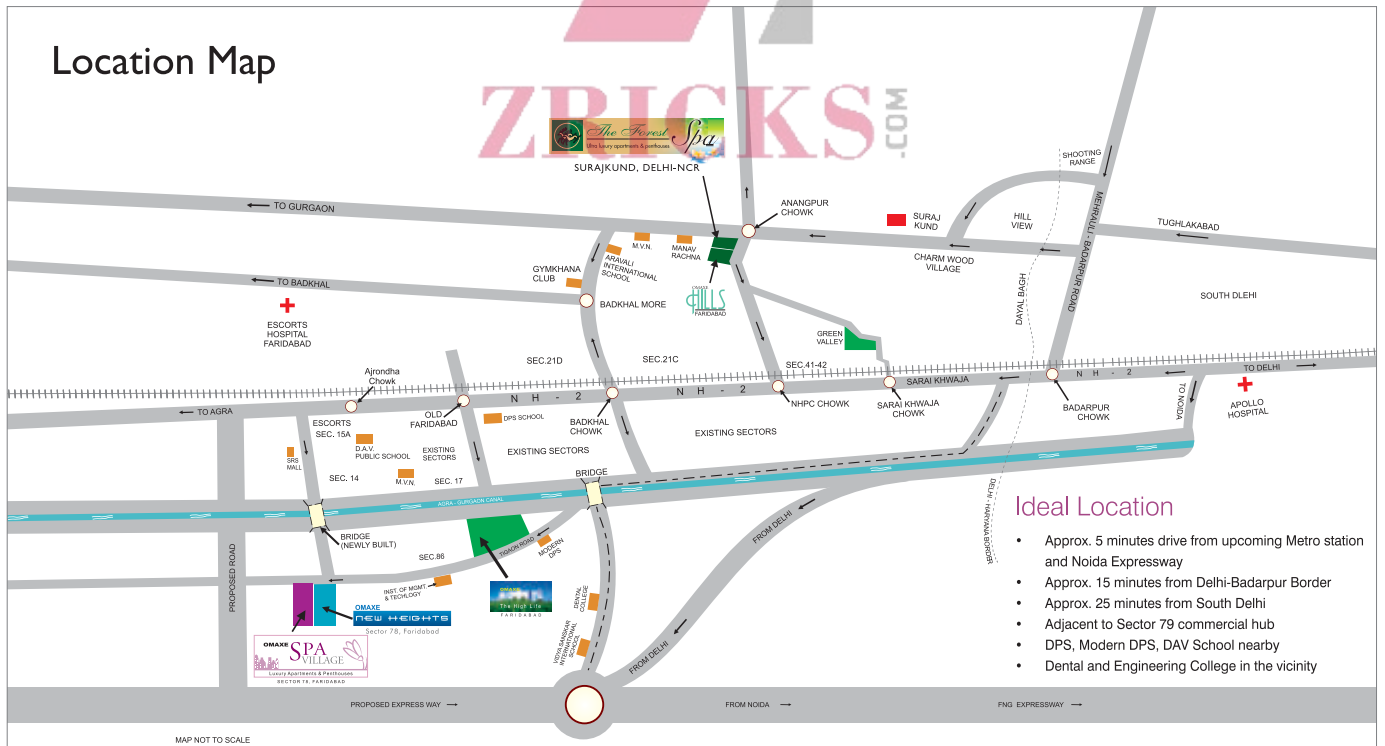 Location Map
ZRICKS
.COM
The Forest
Spa
Ultra luxury apartments & penthouses
SURAJKUND, DELHI-NCR
SHOOTING
RANGE
TO GURGAON
ANANGPUR
CHOWK
SURAJ
KUND
HILL
VIEW
MEHRAULI - BADARPUR ROAD
TUGHLAKABAD
M.V.N.
MANAV
RACHNA
ARAVALI
INTERNATIONAL
SCHOOL
CHARM WOOD
VILLAGE
GYMKHANA
CLUB
TO BADKHAL
DAYAL BAGH
SOUTH DLEHI
BADKHAL MORE
OMAXE
HILLS
FARIDABAD
ESCORTS
HOSPITAL
FARIDABAD
GREEN
VALLEY
SEC.21D
SEC.21C
SEC.41-42
Ajrondha
Chowk
TO DELHI
SARAI KHWAJA
N H - 2
N H - 2
N H - 2
TO NOIDA
TO AGRA
OLD
FARIDABAD
DPS SCHOOL
BADKHAL
CHOWK
NHPC CHOWK
SARAI KHWAJA
CHOWK
BADARPUR
CHOWK
APOLLO
HOSPITAL
ESCORTS
SEC. 15A
D.A.V.
PUBLIC SCHOOL
EXISTING
SECTORS
EXISTING SECTORS
EXISTING SECTORS
SRS
MALL
SEC. 14
M.V.N.
SEC. 17
BRIDGE
AGRA - GURGAON CANAL
DELHI - HARYANA BORDER
BRIDGE
(NEWLY BUILT)
FROM DELHI
Ideal Location
• Approx. 5 minutes drive from upcoming Metro station
and Noida Expressway
• Approx. 15 minutes from Delhi-Badarpur Border
• Approx. 25 minutes from South Delhi
• Adjacent to Sector 79 commercial hub
• DPS, Modern DPS, DAV School nearby
• Dental and Engineering College in the vicinity
SEC.86
TIGAON ROAD
MODERN
DPS
PROPOSED ROAD
INST. OF MGMT
& TECHLOGY
OMAXE
The High Life
FARIDABAD
DENTAL
COLLEGE
OMAXE
NEW HEIGHTS
Sector 78, Faridabad
VIDYA SANSKAR
INTERNATIONAL
SCHOOL
OMAXE SPA
VILLAGE
Luxury Apartments & Penthouses
SECTOR 78, FARIDABAD
FROM DELHI
PROPOSED EXPRESS WAY
FROM NOIDA
FNG EXPRESSWAY
MAP NOT TO SCALE